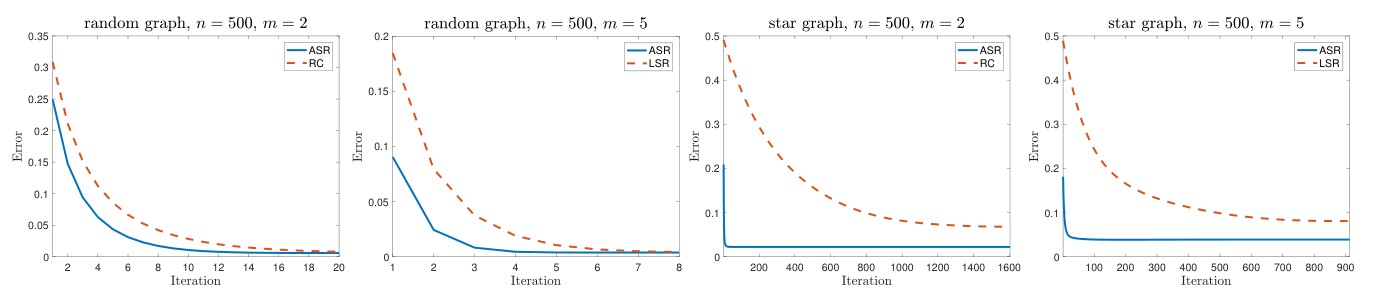 random graph, n = 500, m = 2
0.35
0.3
0.25
0.2
0.15
0.1
0.05
0
Error
2 4 6 8 10 12 14 16 18 20
Iteration
ASR
RC
random graph, n = 500, m = 5
0.2
0.15
0.1
0.05
0
Error
1 2 3 4 5 6 7 8
Iteration
ASR
LSR
star graph, n = 500, m = 2
0.5
0.4
0.3
0.2
0.1
0
Error
200 400 600 800 1000 1200 1400 1600
Iteration
ASR
RC
star graph, n = 500, m = 5
0.5
0.4
0.3
0.2
0.1
0
Error
100 200 300 400 500 600 700 800 900
Iteration
ASR
LSR